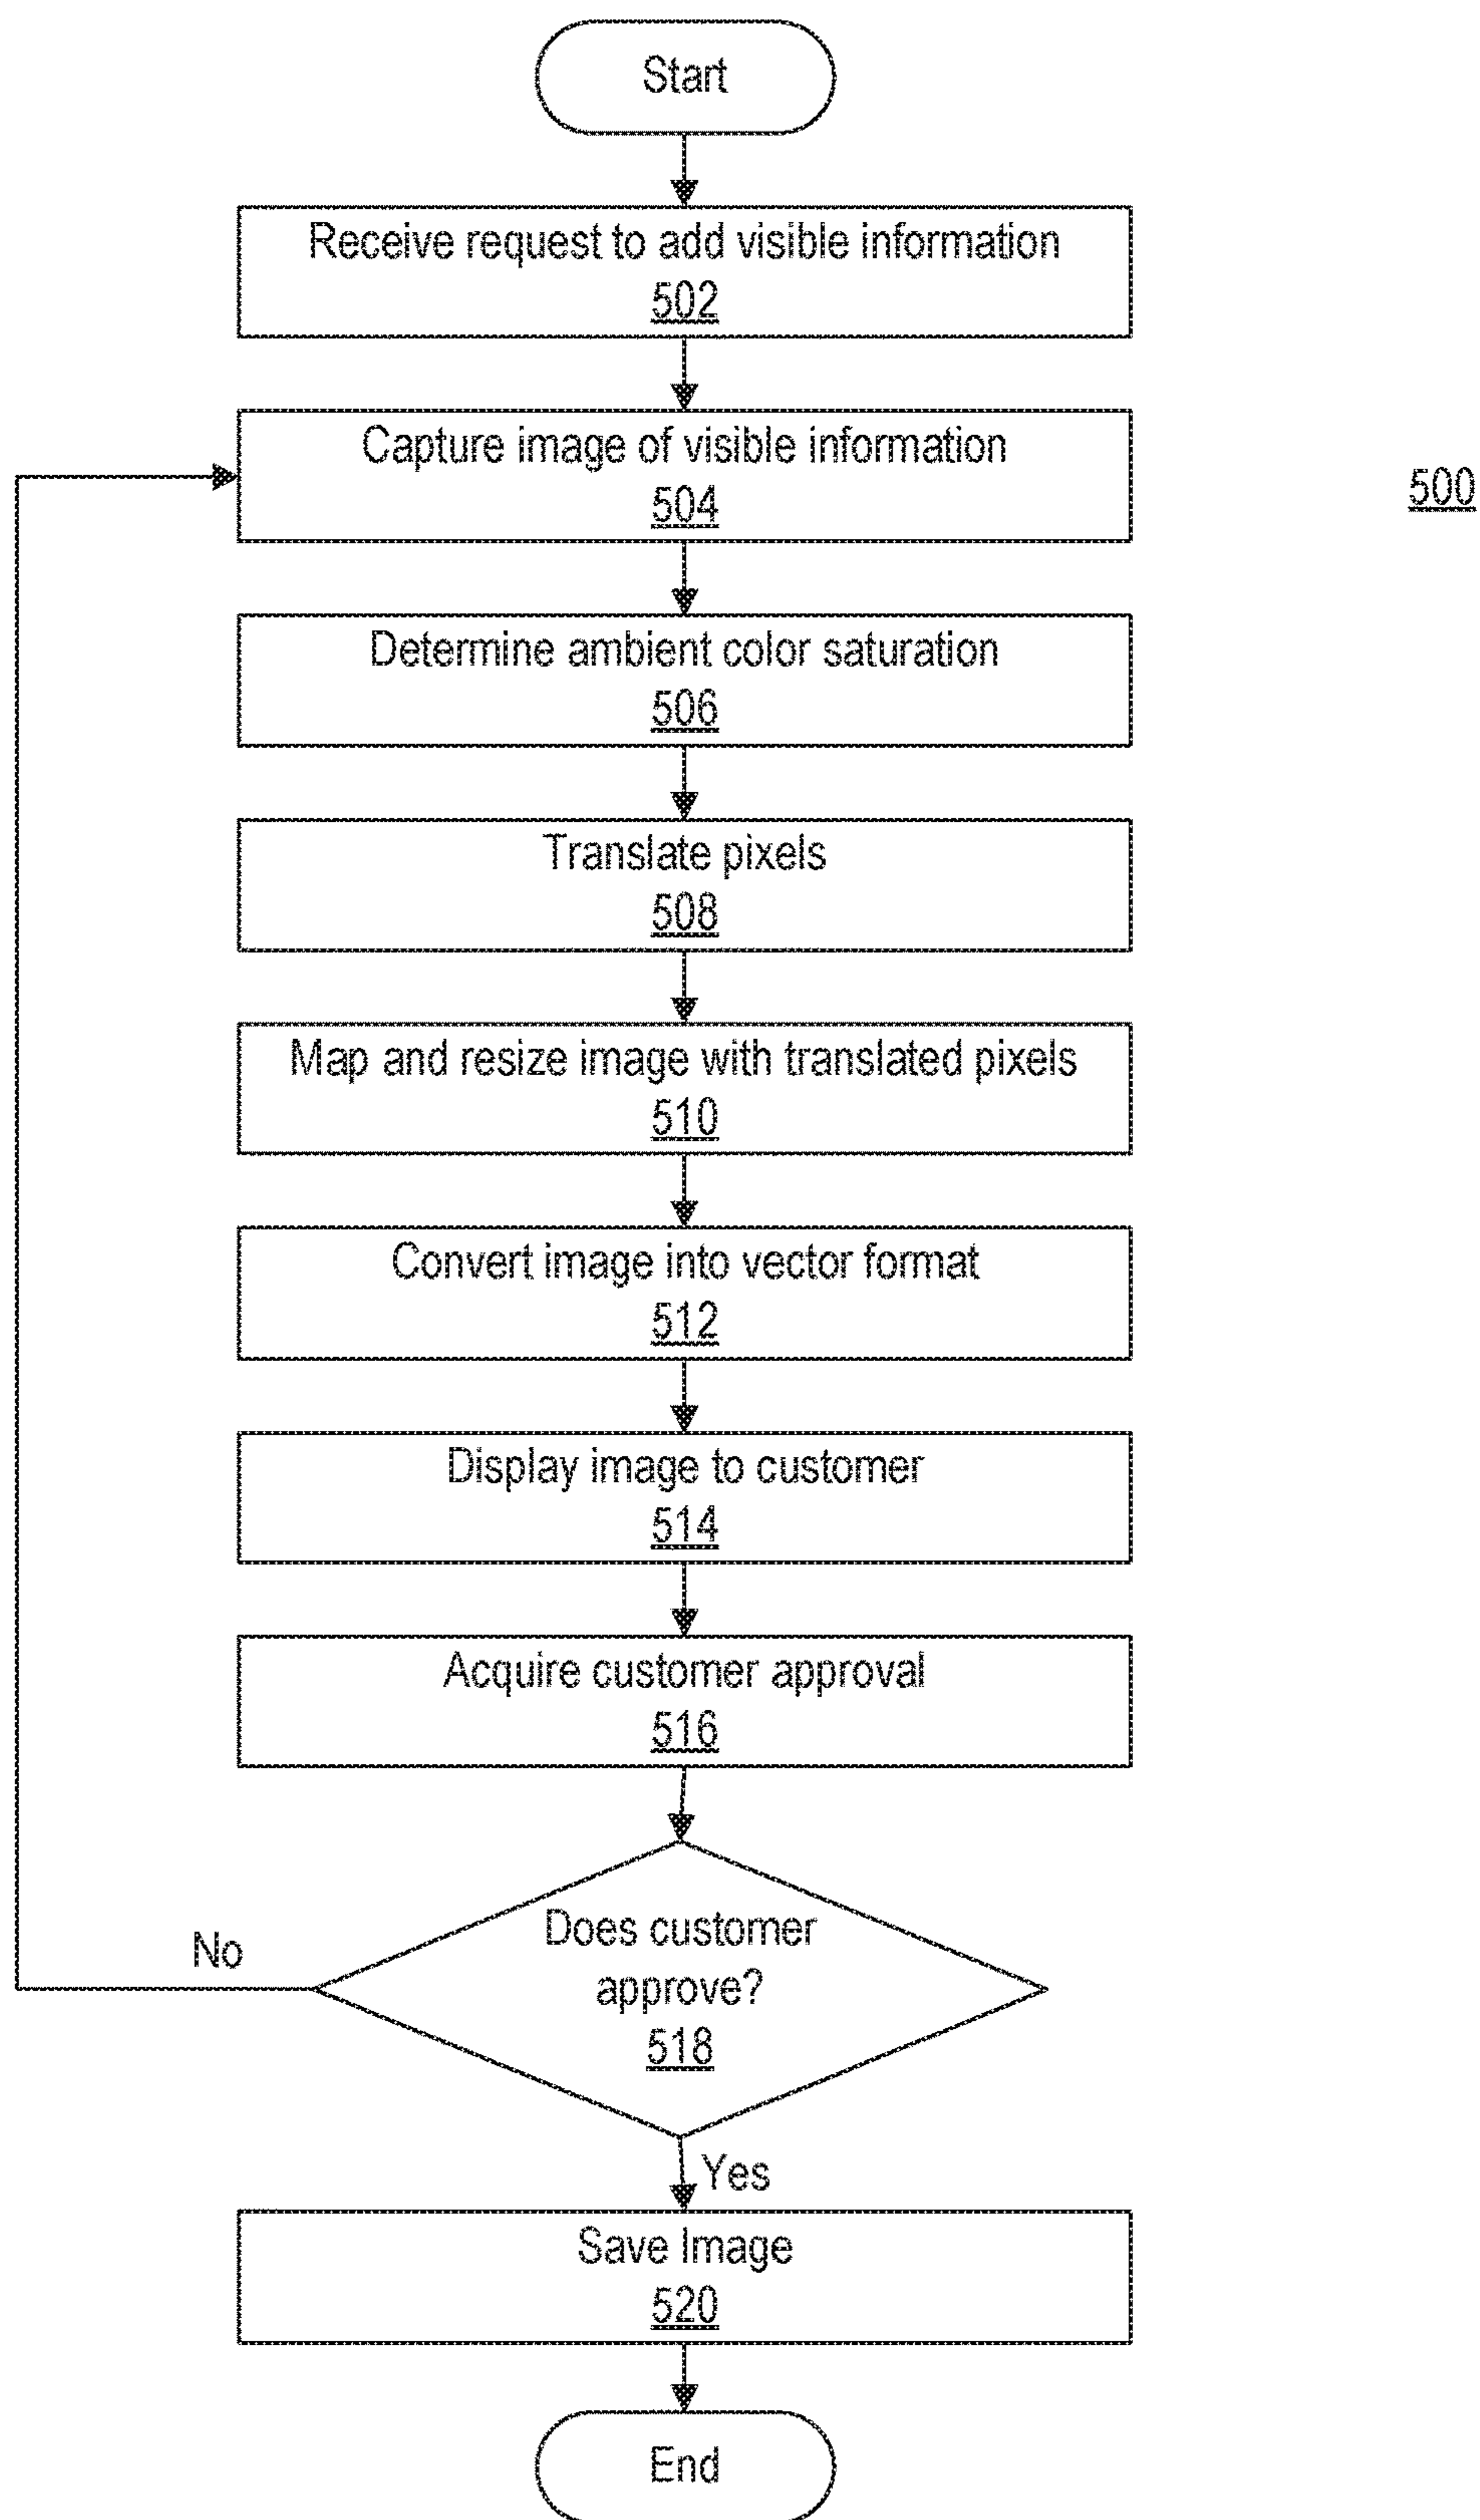 Start
Receive request to add visible information
502
Capture image of visible information
504
500
Determine ambient color saturation
506
Translate pixels
508
Map and resize image with translated pixels
510
Convert image into vector format
512
Display image to customer
514
Acquire customer approval
516
Does customer
approve?
518
No
Yes
Save Image
520
End